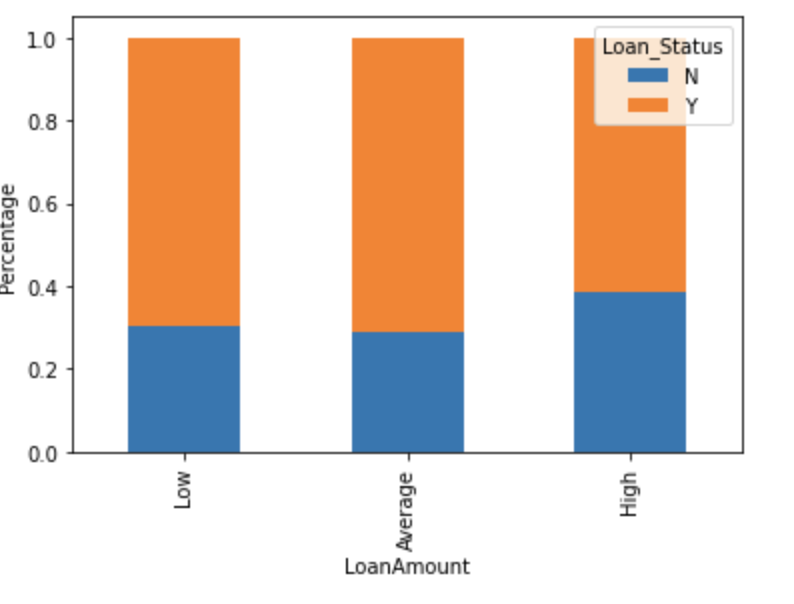 Percentage
1.0
0.8
0.6
0.4
0.2
0.0
Loan_Status
N
Y
Low
Average
High
LoanAmount